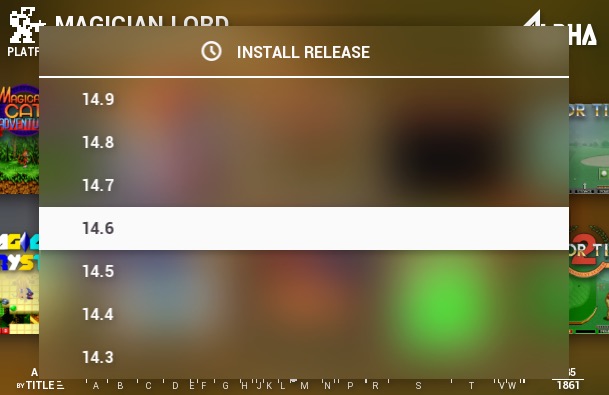 MAGICIAN LORD
PLATF
INSTALL RELEASE
14.9
14.8
14.7
14.6
14.5
14.4
14.3
BY TITLE
A B C D E F G H J K L M N P R S T V W
1861